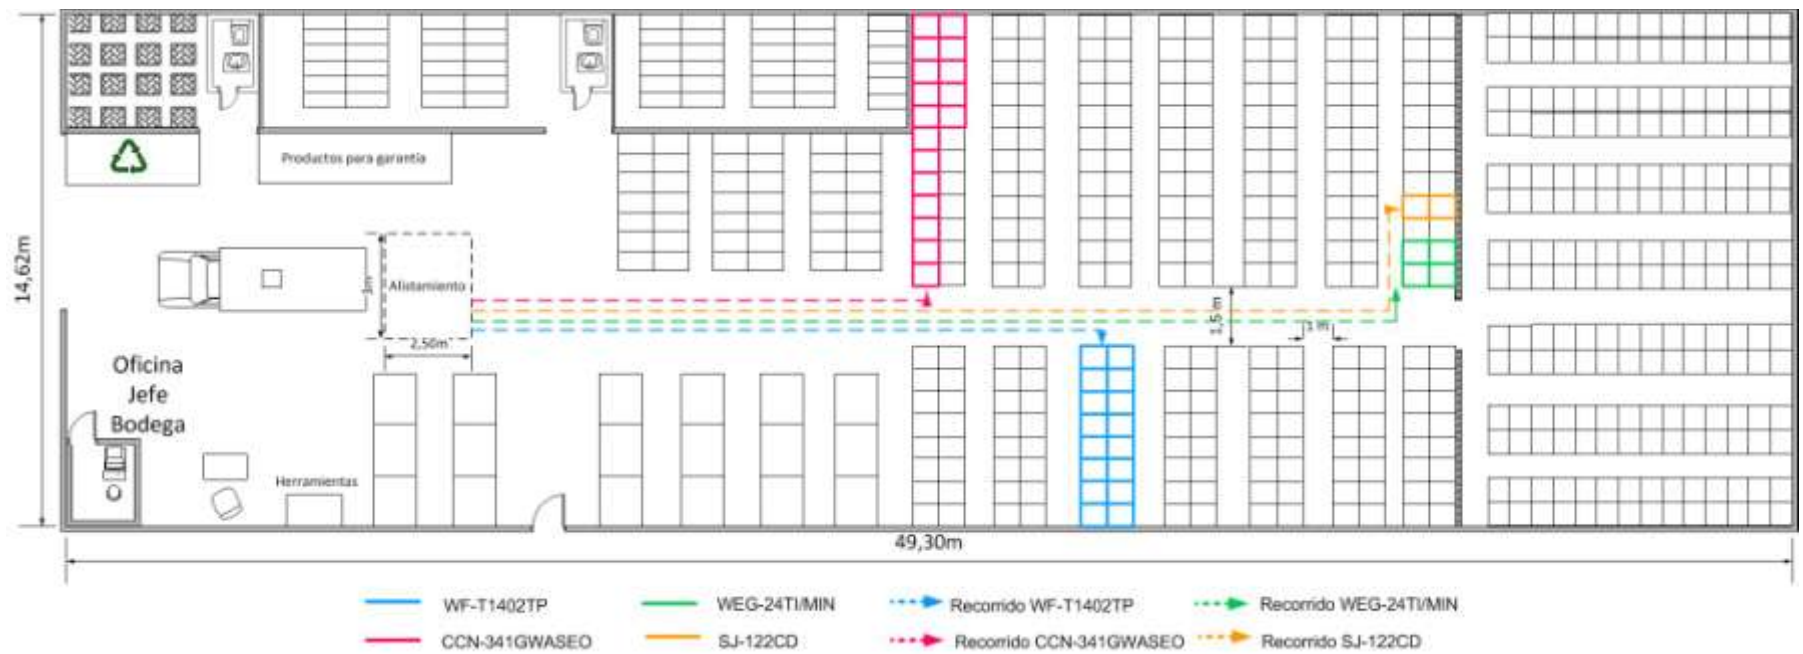 Productos para garantía
14,62m
3m
Alistamiento
2,50m
1,5 m
1 m
Oficina
Jefe
Bodega
Herramientas
49,30m
WF-T1402TP
WEG-24TI/MIN
Recorrido WF-T1402TP
Recorrido WEG-24TI/MIN
CCN-341GWASEO
SJ-122CD
Recorrido CCN-341GWASEO
Recorrido SJ-122CD